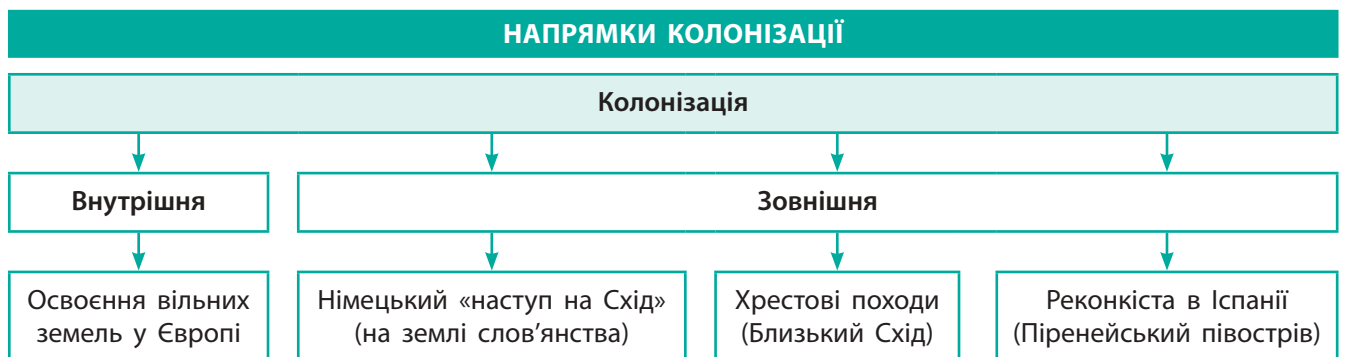 НАПРЯМКИ КОЛОНІЗАЦІЇ
Колонізація
Внутрішня
Зовнішня
Освоєння вільних
земель у Європі
Німецький «наступ на Схід»
(на землі слов'янства)
Хрестові походи
(Близький Схід)
Реконкіста в Іспанії
(Піренейський півострів)